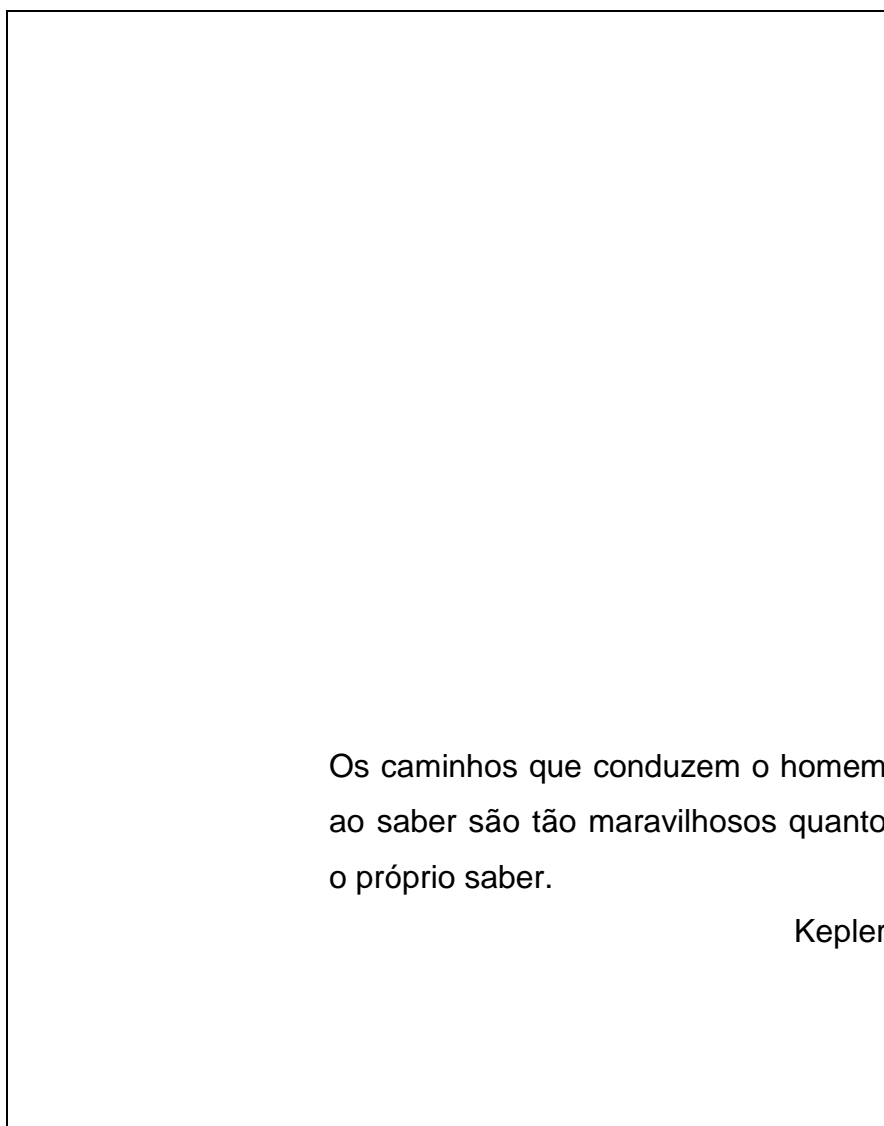 Os caminhos que conduzem o homem
ao saber são tão maravilhosos quanto
o próprio saber.
Kepler